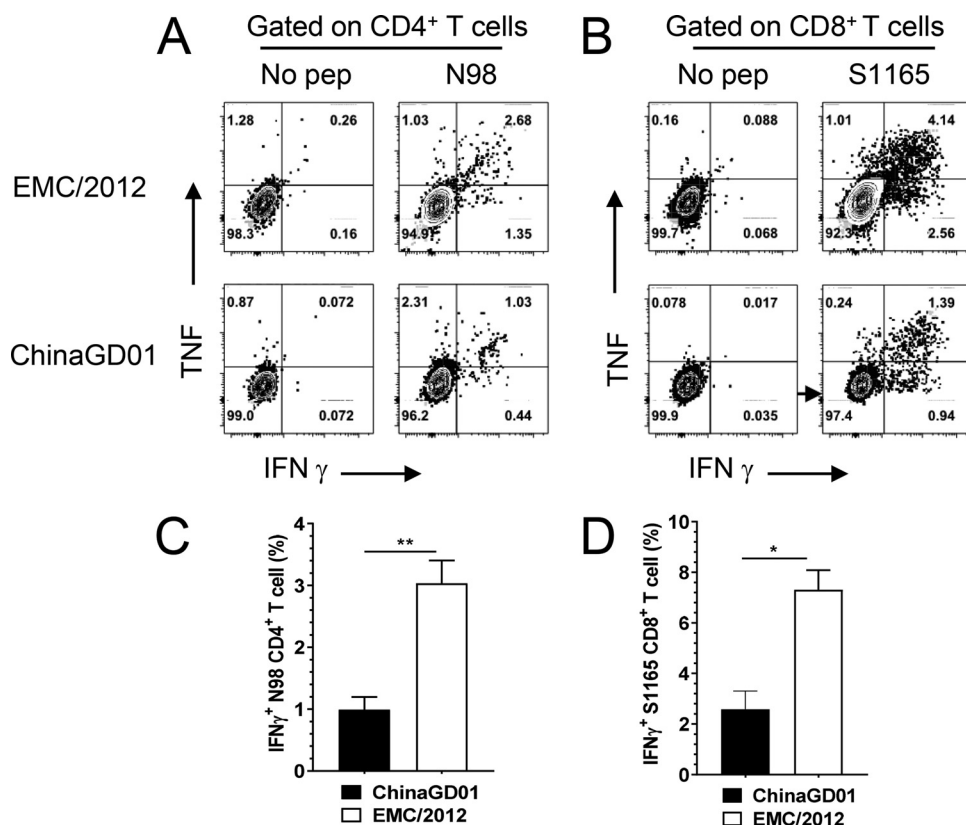 A
Gated on CD4+ T cells
B
Gated on CD8+ T cells
No pep
N98
No pep
S1165
EMC/2012
1.28 0.26
98.3 0.16
1.03 2.68
94.9 1.35
0.16 0.088
99.7 0.068
1.01 4.14
92.3 2.56
ChinaGD01
TNF
0.87 0.072
99.0 0.072
2.31 1.03
96.2 0.44
TNF
0.078 0.017
99.9 0.035
0.24 1.39
97.4 0.94
IFN γ
IFN γ
C
IFNγ+ N98 CD4+ T cell (%)
4
3
2
1
0
**
ChinaGD01
EMC/2012
D
IFNγ+ S1165 CD8+ T cell (%)
10
8
6
4
2
0
*
ChinaGD01
EMC/2012